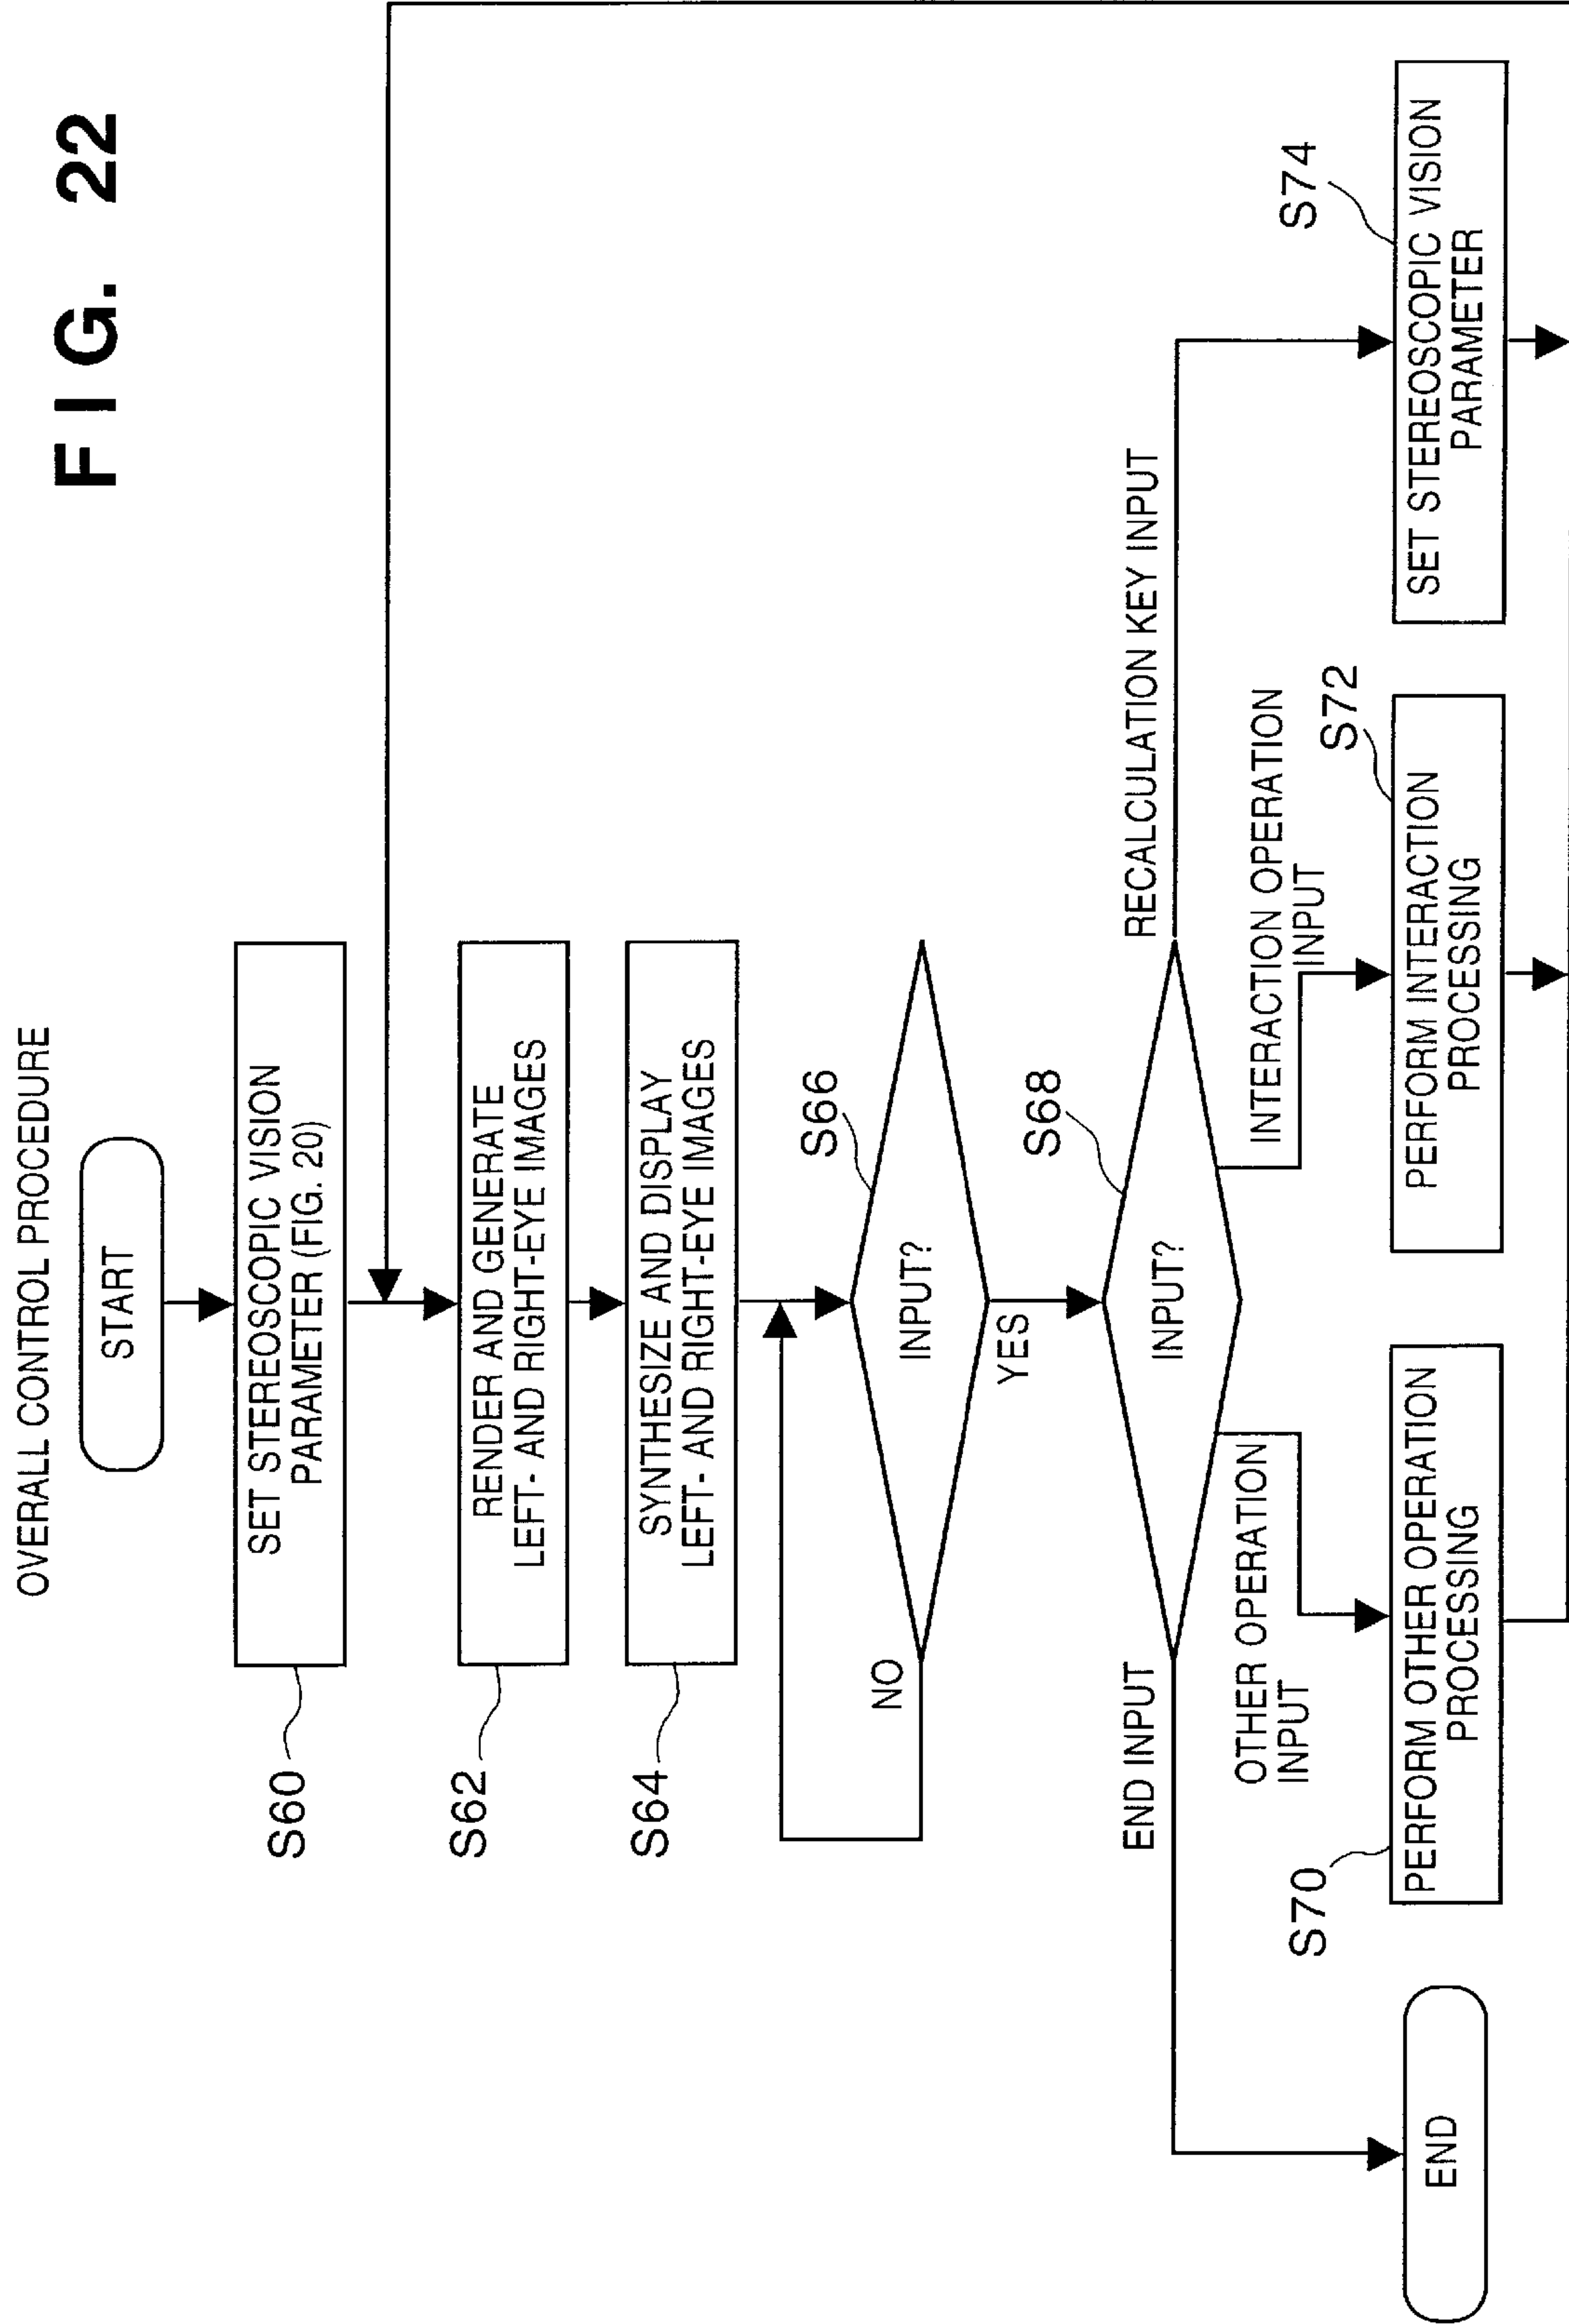 FIG. 22
OVERALL CONTROL PROCEDURE
START
SET STEREOSCOPIC VISION
PARAMETER (FIG. 20)
S60
RENDER AND GENERATE
LEFT- AND RIGHT-EYE IMAGES
S62
SYNTHESIZE AND DISPLAY
LEFT- AND RIGHT-EYE IMAGES
S64
S66
INPUT?
NO
YES
S68
INPUT?
END INPUT
OTHER OPERATION
INPUT
INTERACTION OPERATION
INPUT
RECALCULATION KEY INPUT
END
S70
PERFORM OTHER OPERATION
PROCESSING
S72
PERFORM INTERACTION
PROCESSING
S74
SET STEREOSCOPIC VISION
PARAMETER